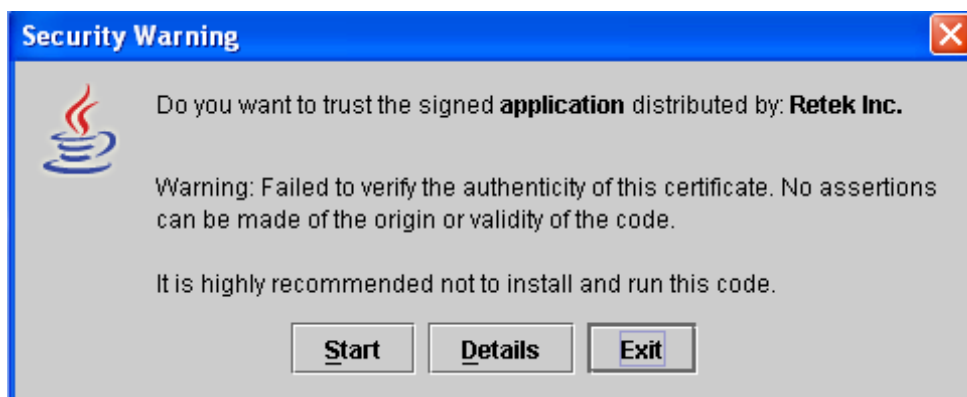 Security Warning
Do you want to trust the signed application distributed by: Retek Inc.
Warning: Failed to verify the authenticity of this certificate. No assertions
can be made of the origin or validity of the code.
It is highly recommended not to install and run this code.
Start Details Exit